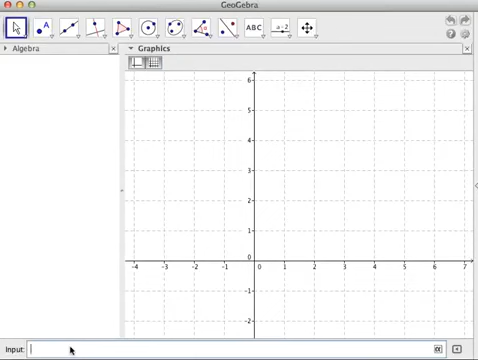 GeoGebra
ABC
a=2
Algebra
Graphics
6
5
4
3
2
1
0
-4 -3 -2 -1 0 1 2 3 4 5 6 7
-1
-2
Input:
α